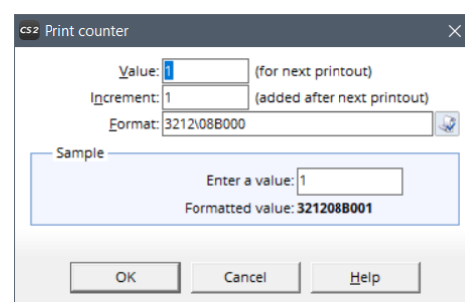 CS2 Print counter
Value: 1 (for next printout)
Increment: 1 (added after next printout)
Format: 3212\08B000
Sample
Enter a value: 1
Formatted value: 321208B001
OK Cancel Help